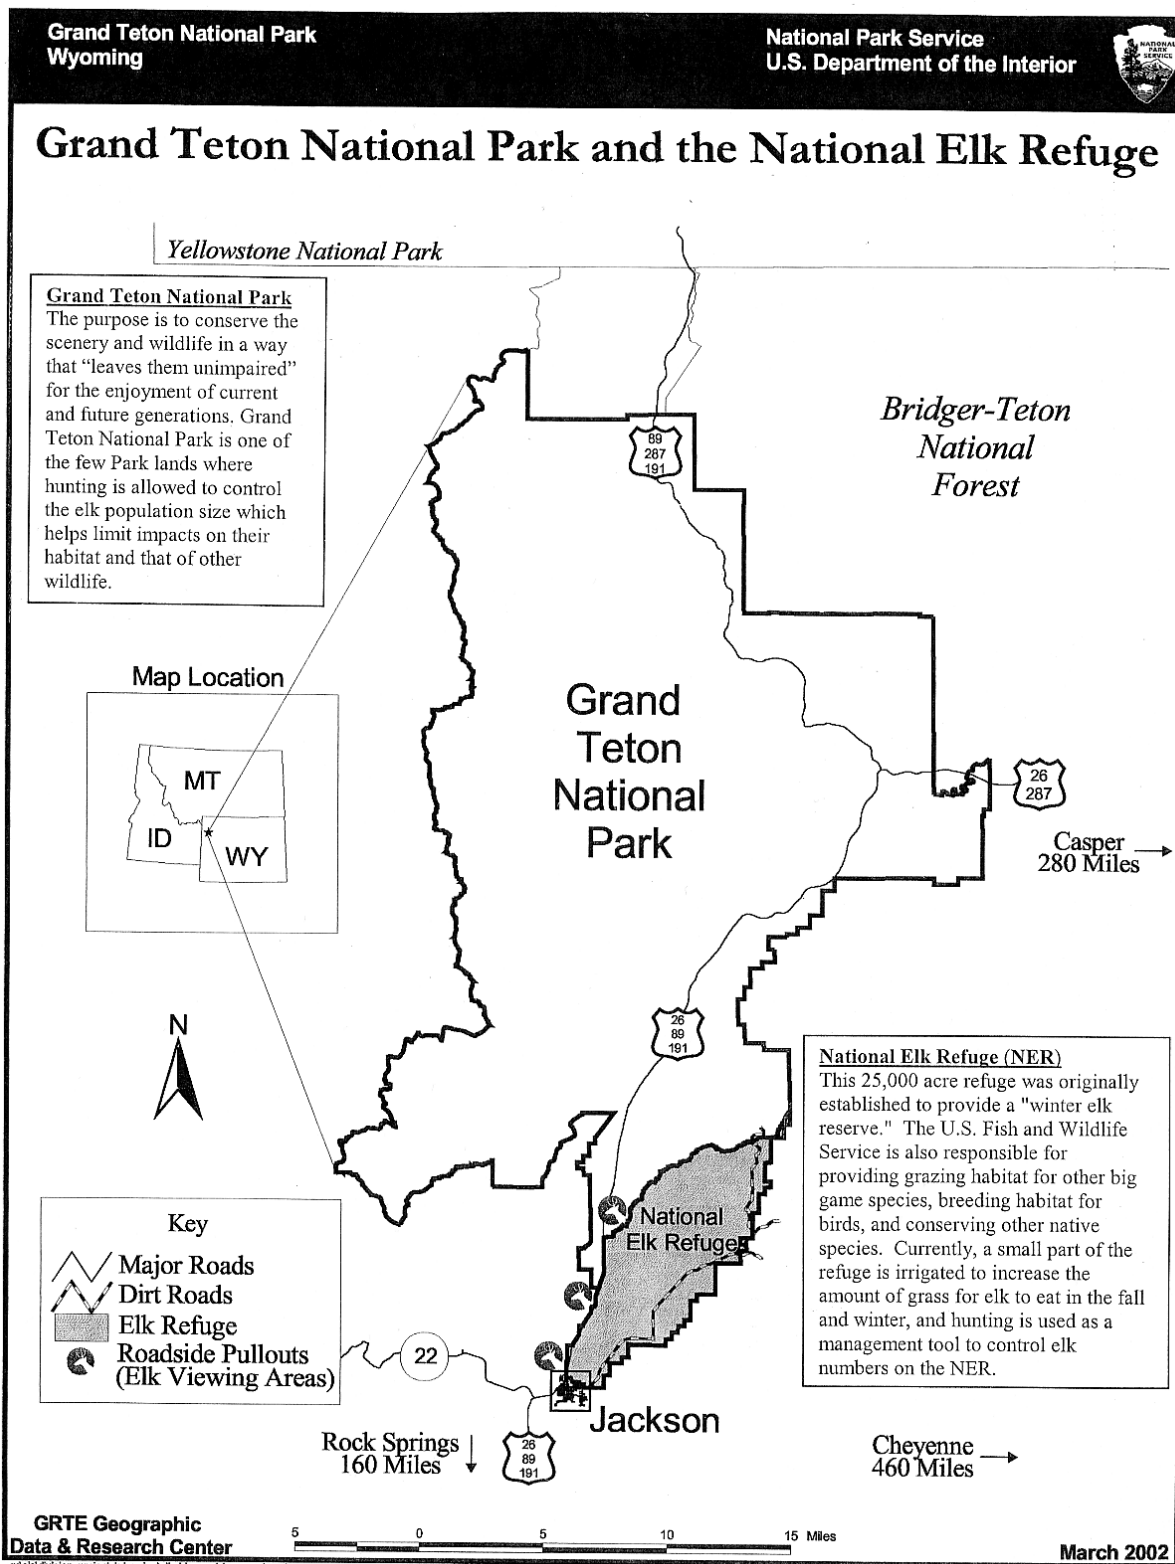 Grand Teton National Park
Wyoming
National Park Service
U.S. Department of the Interior
NATIONAL
PARK
SERVICE
Grand Teton National Park and the National Elk Refuge
Yellowstone National Park
Grand Teton National Park
The purpose is to conserve the
scenery and wildlife in a way
that “leaves them unimpaired”
for the enjoyment of current
and future generations. Grand
Teton National Park is one of
the few Park lands where
hunting is allowed to control
the elk population size which
helps limit impacts on their
habitat and that of other
wildlife.
Bridger-Teton
National
Forest
89
287
191
Map Location
MT
ID
WY
Grand
Teton
National
Park
26
287
Casper
280 Miles
N
26
89
191
National Elk Refuge (NER)
This 25,000 acre refuge was originally
established to provide a "winter elk
reserve." The U.S. Fish and Wildlife
Service is also responsible for
providing grazing habitat for other big
game species, breeding habitat for
birds, and conserving other native
species. Currently, a small part of the
refuge is irrigated to increase the
amount of grass for elk to eat in the fall
and winter, and hunting is used as a
management tool to control elk
numbers on the NER.
National
Elk Refuge
Key
Major Roads
Dirt Roads
Elk Refuge
Roadside Pullouts
(Elk Viewing Areas)
22
Jackson
Rock Springs
160 Miles
26
89
191
Cheyenne
460 Miles
GRTE Geographic
Data & Research Center
5 0 5 10 15 Miles
March 2002